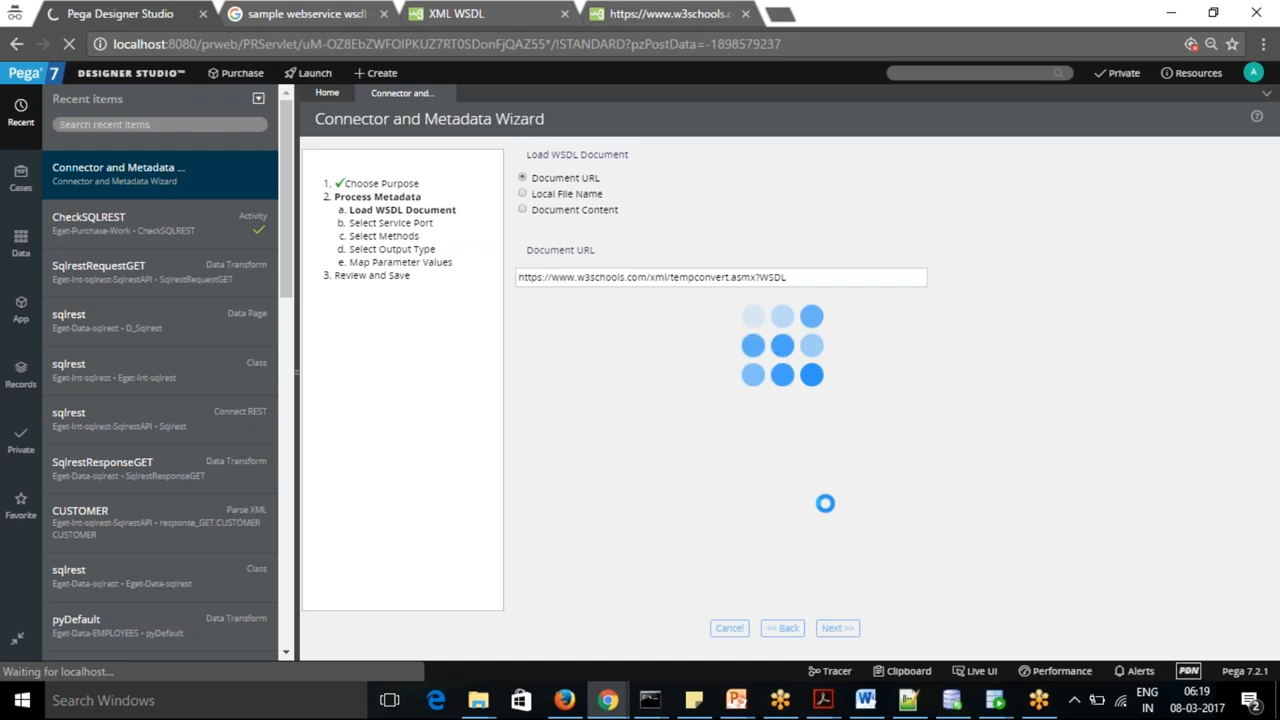 Pega Designer Studio
sample webservice wsdl
XML WSDL
https://www.w3schools.co
localhost:8080/prweb/PRServlet/uM-OZ8EbZWFOIPKUZ7RT0SDonFjQAZS5*/!STANDARD?pzPostData=-1898579237
Pega 7 DESIGNER STUDIO™ Purchase Launch Create Private Resources A
Recent
Cases
Data
App
Records
Private
Favorite
Recent items
Search recent items
Connector and Metadata ...
Connector and Metadata Wizard
CheckSQLREST Activity
Eget-Purchase-Work • CheckSQLREST
SqlrestRequestGET Data Transform
Eget-Int-sqlrest-SqlrestAPI • SqlrestRequestGET
sqlrest Data Page
Eget-Data-sqlrest • D_Sqlrest
sqlrest Class
Eget-Int-sqlrest • Eget-Int-sqlrest
sqlrest Connect REST
Eget-Int-sqlrest-SqlrestAPI • Sqlrest
SqlrestResponseGET Data Transform
Eget-Data-sqlrest • SqlrestResponseGET
CUSTOMER Parse XML
Eget-Int-sqlrest-SqlrestAPI • response_GET.CUSTOMER
CUSTOMER
sqlrest Class
Eget-Data-sqlrest • Eget-Data-sqlrest
pyDefault Data Transform
Eget-Data-EMPLOYEES • pyDefault
Home Connector and...
Connector and Metadata Wizard
1. Choose Purpose
2. Process Metadata
a. Load WSDL Document
b. Select Service Port
c. Select Methods
d. Select Output Type
e. Map Parameter Values
3. Review and Save
Load WSDL Document
Document URL
Local File Name
Document Content
Document URL
https://www.w3schools.com/xml/tempconvert.asmx?WSDL
Cancel << Back Next >>
Waiting for localhost...
Tracer Clipboard Live UI Performance Alerts PDN Pega 7.2.1
Search Windows
ENG
IN
06:19
08-03-2017
2